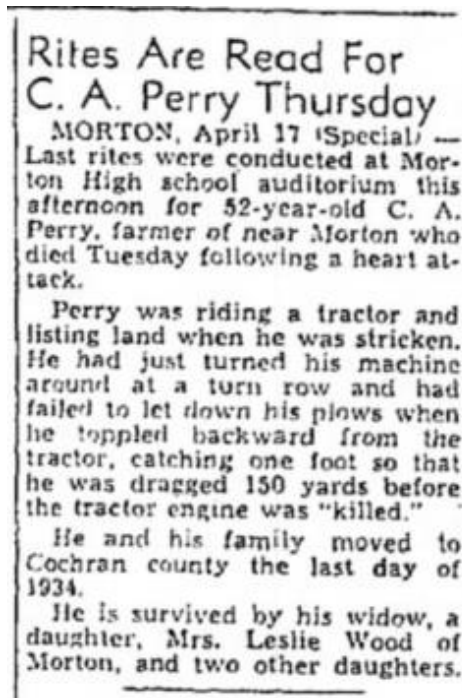 Rites Are Read For
C. A. Perry Thursday
MORTON, April 17 (Special) —
Last rites were conducted at Mor-
ton High school auditorium this
afternoon for 52-year-old C. A.
Perry, farmer of near Morton who
died Tuesday following a heart at-
tack.
Perry was riding a tractor and
listing land when he was stricken.
He had just turned his machine
around at a turn row and had
failed to let down his plows when
he toppled backward from the
tractor, catching one foot so that
he was dragged 150 yards before
the tractor engine was "killed."
He and his family moved to
Cochran county the last day of
1934.
He is survived by his widow, a
daughter, Mrs. Leslie Wood of
Morton, and two other daughters.